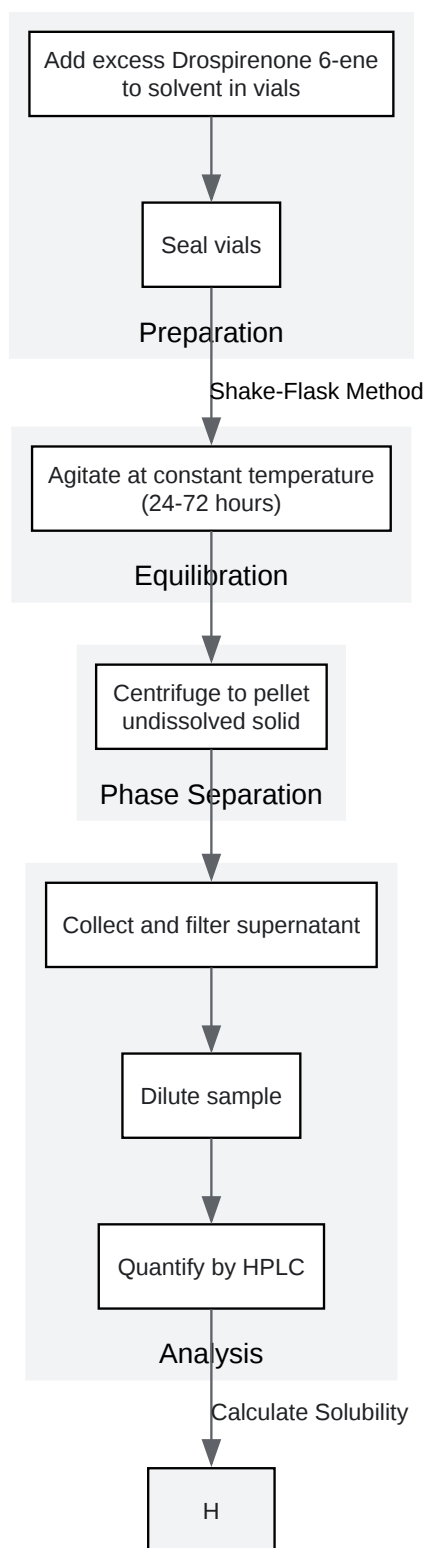 Add excess Drospirenone 6-ene
to solvent in vials
Seal vials
Preparation
Shake-Flask Method
Agitate at constant temperature
(24-72 hours)
Equilibration
Centrifuge to pellet
undissolved solid
Phase Separation
Collect and filter supernatant
Dilute sample
Quantify by HPLC
Analysis
Calculate Solubility
H